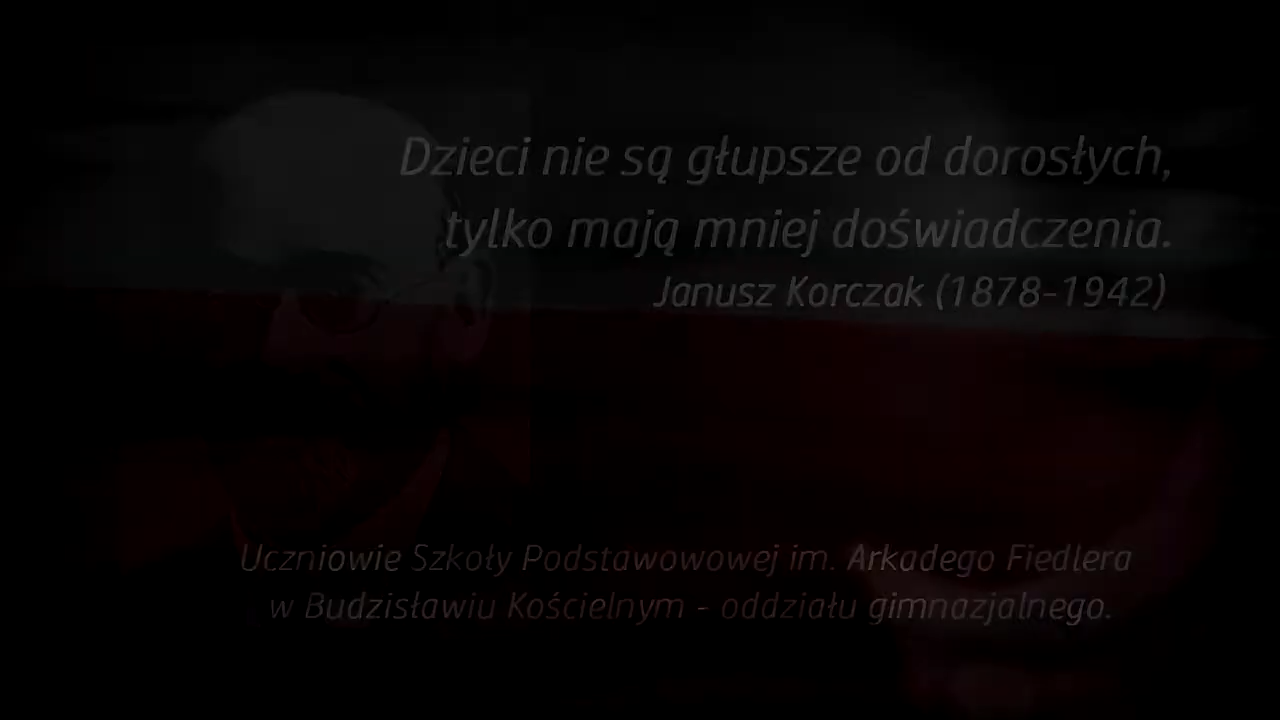 Dzieci nie są głupsze od dorosłych,
tylko mają mniej doświadczenia.
Janusz Korczak (1878-1942)
Uczniowie Szkoły Podstawowowej im. Arkadego Fiedlera
w Budzisławiu Kościelnym - oddziału gimnazjalnego.